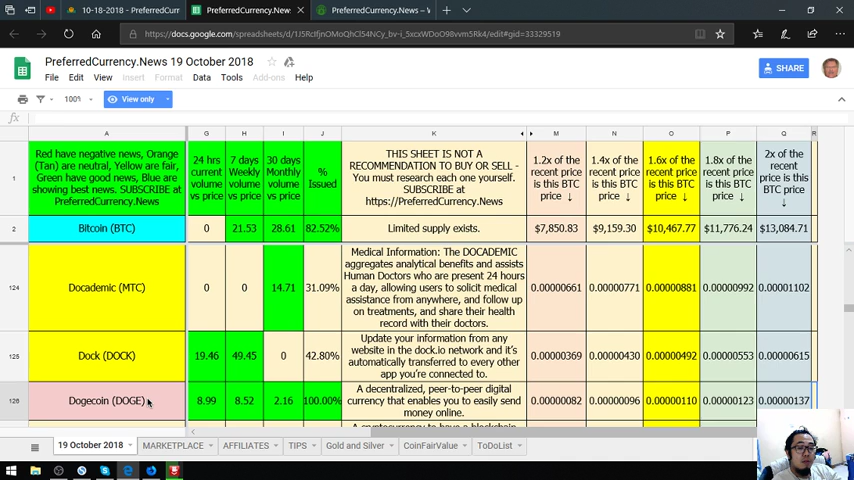 10-18-2018 - PreferredCurr
PreferredCurrency.News
PreferredCurrency.News – V
https://docs.google.com/spreadsheets/d/1J5RcIfjnOMoQhCl54NCy_bv-i_5xcxWDoO98vvm5Rk4/edit#gid=33329519
PreferredCurrency.News 19 October 2018
File Edit View Insert Format Data Tools Add-ons Help
SHARE
100%
View only
fx
A G H I J K M N O P Q R
1
Red have negative news, Orange
(Tan) are neutral, Yellow are fair,
Green have good news, Blue are
showing best news. SUBSCRIBE at
PreferredCurrency.News
24 hrs
current
volume
vs price
7 days
Weekly
volume
vs price
30 days
Monthly
volume
vs price
%
Issued
THIS SHEET IS NOT A
RECOMMENDATION TO BUY OR SELL -
You must research each one yourself.
SUBSCRIBE at
https://PreferredCurrency.News
1.2x of the
recent price
is this BTC
price ↓
1.4x of the
recent price
is this BTC
price ↓
1.6x of the
recent price
is this BTC
price ↓
1.8x of the
recent price
is this BTC
price ↓
2x of the
recent price
is this BTC
price
↓
2
Bitcoin (BTC)
0
21.53
28.61
82.52%
Limited supply exists.
$7,850.83
$9,159.30
$10,467.77
$11,776.24
$13,084.71
124
Docademic (MTC)
0
0
14.71
31.09%
Medical Information: The DOCADEMIC
aggregates analytical benefits and assists
Human Doctors who are present 24 hours
a day, allowing users to solicit medical
assistance from anywhere, and follow up
on treatments, and share their health
record with their doctors.
0.00000661
0.00000771
0.00000881
0.00000992
0.00001102
125
Dock (DOCK)
19.46
49.45
0
42.80%
Update your information from any
website in the dock.io network and it's
automatically transferred to every other
app you're connected to.
0.00000369
0.00000430
0.00000492
0.00000553
0.00000615
126
Dogecoin (DOGE)
8.99
8.52
2.16
100.00%
A decentralized, peer-to-peer digital
currency that enables you to easily send
money online.
0.00000082
0.00000096
0.00000110
0.00000123
0.00000137
19 October 2018 MARKETPLACE AFFILIATES TIPS Gold and Silver CoinFairValue ToDoList